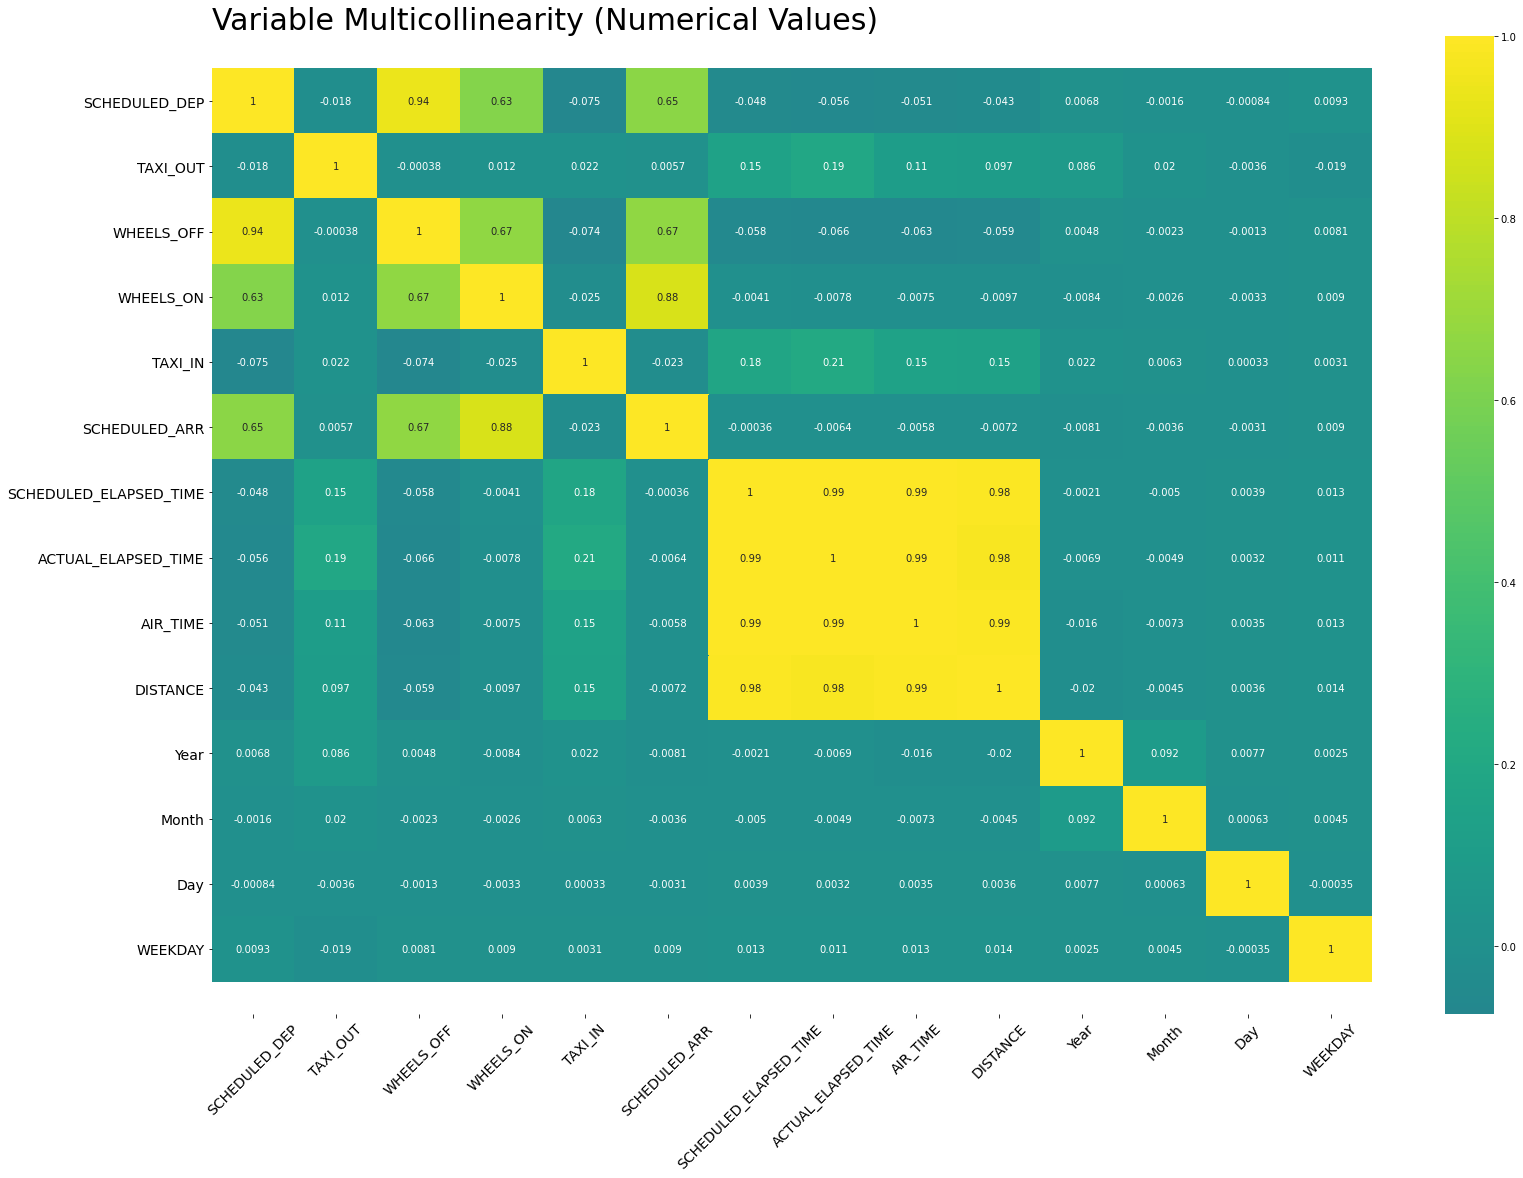 Variable Multicollinearity (Numerical Values)
SCHEDULED_DEP 1 -0.018 0.94 0.63 -0.075 0.65 -0.048 -0.056 -0.051 -0.043 0.0068 -0.0016 -0.00084 0.0093
TAXI_OUT -0.018 1 -0.00038 0.012 0.022 0.0057 0.15 0.19 0.11 0.097 0.086 0.02 -0.0036 -0.019
WHEELS_OFF 0.94 -0.00038 1 0.67 -0.074 0.67 -0.058 -0.066 -0.063 -0.059 0.0048 -0.0023 -0.0013 0.0081
WHEELS_ON 0.63 0.012 0.67 1 -0.025 0.88 -0.0041 -0.0078 -0.0075 -0.0097 -0.0084 -0.0026 -0.0033 0.009
TAXI_IN -0.075 0.022 -0.074 -0.025 1 -0.023 0.18 0.21 0.15 0.15 0.022 0.0063 0.00033 0.0031
SCHEDULED_ARR 0.65 0.0057 0.67 0.88 -0.023 1 -0.00036 -0.0064 -0.0058 -0.0072 -0.0081 -0.0036 -0.0031 0.009
SCHEDULED_ELAPSED_TIME -0.048 0.15 -0.058 -0.0041 0.18 -0.00036 1 0.99 0.99 0.98 -0.0021 -0.005 0.0039 0.013
ACTUAL_ELAPSED_TIME -0.056 0.19 -0.066 -0.0078 0.21 -0.0064 0.99 1 0.99 0.98 -0.0069 -0.0049 0.0032 0.011
AIR_TIME -0.051 0.11 -0.063 -0.0075 0.15 -0.0058 0.99 0.99 1 0.99 -0.016 -0.0073 0.0035 0.013
DISTANCE -0.043 0.097 -0.059 -0.0097 0.15 -0.0072 0.98 0.98 0.99 1 -0.02 -0.0045 0.0036 0.014
Year 0.0068 0.086 0.0048 -0.0084 0.022 -0.0081 -0.0021 -0.0069 -0.016 -0.02 1 0.092 0.0077 0.0025
Month -0.0016 0.02 -0.0023 -0.0026 0.0063 -0.0036 -0.005 -0.0049 -0.0073 -0.0045 0.092 1 0.00063 0.0045
Day -0.00084 -0.0036 -0.0013 -0.0033 0.00033 -0.0031 0.0039 0.0032 0.0035 0.0036 0.0077 0.00063 1 -0.00035
WEEKDAY 0.0093 -0.019 0.0081 0.009 0.0031 0.009 0.013 0.011 0.013 0.014 0.0025 0.0045 -0.00035 1
SCHEDULED_DEP TAXI_OUT WHEELS_OFF WHEELS_ON TAXI_IN SCHEDULED_ARR SCHEDULED_ELAPSED_TIME ACTUAL_ELAPSED_TIME AIR_TIME DISTANCE Year Month Day WEEKDAY
1.0
0.8
0.6
0.4
0.2
0.0